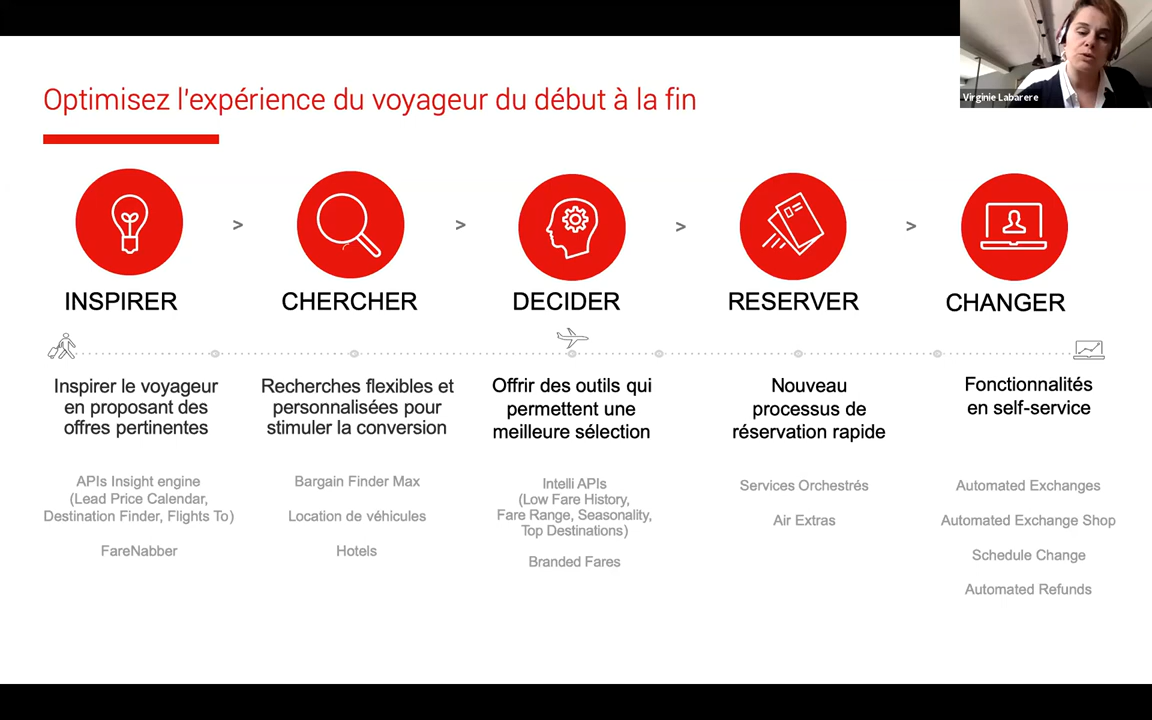 Optimisez l'expérience du voyageur du début à la fin
Virginie Labarere
>
>
>
>
INSPIRER
CHERCHER
DECIDER
RESERVER
CHANGER
Inspirer le voyageur
en proposant des
offres pertinentes
Recherches flexibles et
personnalisées pour
stimuler la conversion
Offrir des outils qui
permettent une
meilleure sélection
Nouveau
processus de
réservation rapide
Fonctionnalités
en self-service
APIs Insight engine
(Lead Price Calendar,
Destination Finder, Flights To)
FareNabber
Bargain Finder Max
Location de véhicules
Hotels
Intelli APIs
(Low Fare History,
Fare Range, Seasonality,
Top Destinations)
Branded Fares
Services Orchestrés
Air Extras
Automated Exchanges
Automated Exchange Shop
Schedule Change
Automated Refunds